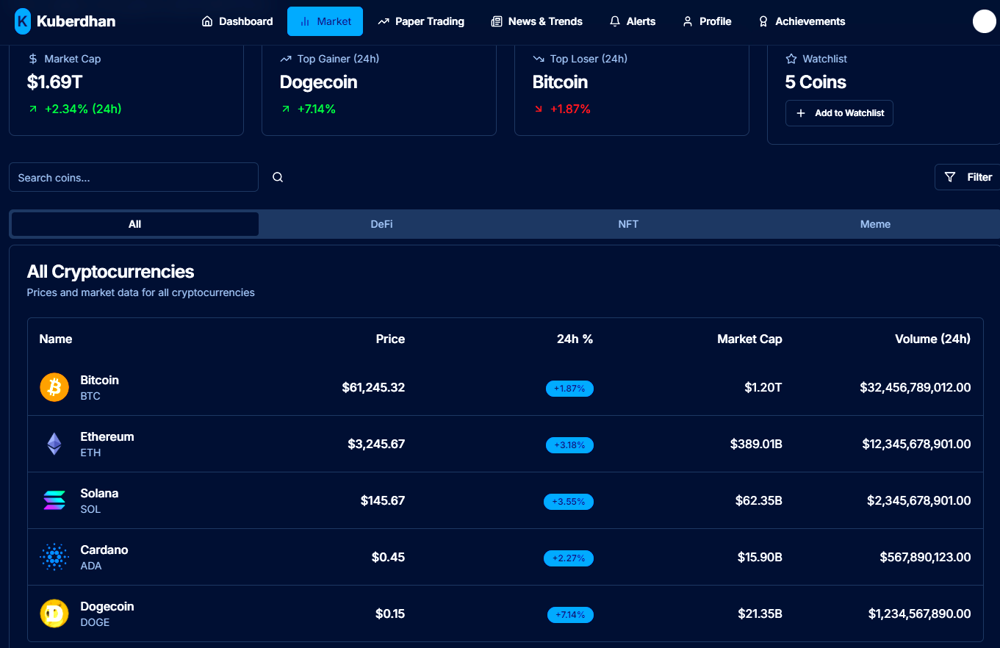 K Kuberdhan Dashboard Market Paper Trading News & Trends Alerts Profile Achievements
Market Cap Top Gainer (24h) Top Loser (24h) Watchlist
$1.69T Dogecoin Bitcoin 5 Coins
+2.34% (24h) +7.14% +1.87% Add to Watchlist
Search coins... Filter
All DeFi NFT Meme
All Cryptocurrencies
Prices and market data for all cryptocurrencies
Name Price 24h % Market Cap Volume (24h)
Bitcoin
BTC
$61,245.32 +1.87% $1.20T $32,456,789,012.00
Ethereum
ETH
$3,245.67 +3.18% $389.01B $12,345,678,901.00
Solana
SOL
$145.67 +3.55% $62.35B $2,345,678,901.00
Cardano
ADA
$0.45 +2.27% $15.90B $567,890,123.00
Dogecoin
DOGE
$0.15 +7.14% $21.35B $1,234,567,890.00